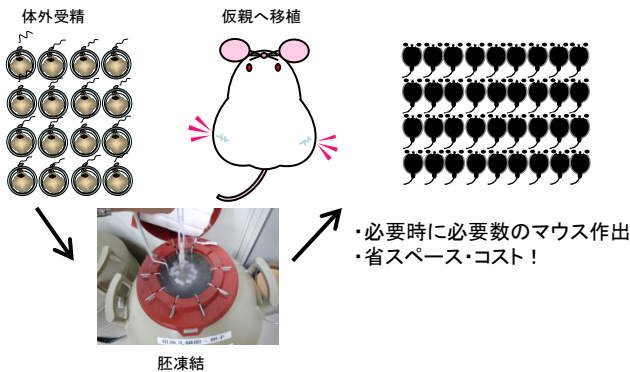 体外受精
仮親へ移植
・必要時に必要数のマウス作出
・省スペース・コスト！
胚凍結